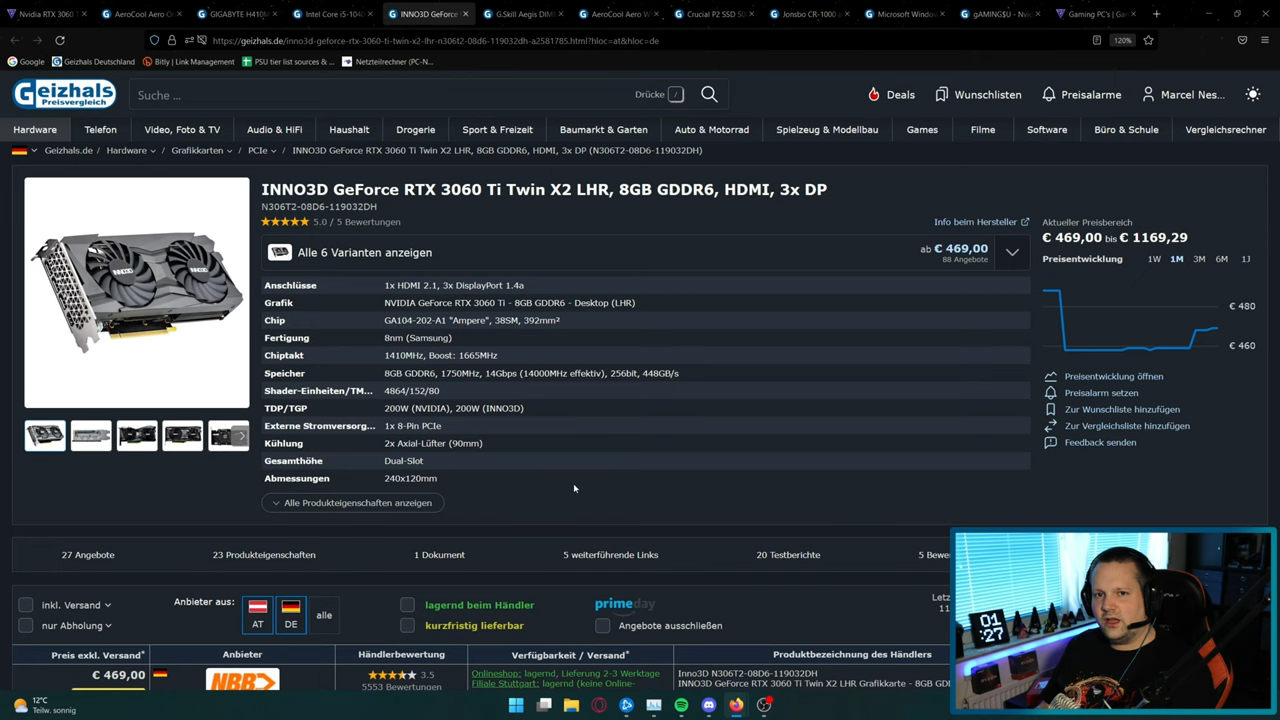 Nvidia RTX 3060 T
AeroCool Aero O
GIGABYTE H410M
Intel Core i5-104
INNO3D GeForce
G.Skill Aegis DIM
AeroCool Aero W
Crucial P2 SSD 50
Jonsbo CR-1000
Microsoft Window
gAMING$U - Nvid
Gaming PC's | Gam
https://geizhals.de/inno3d-geforce-rtx-3060-ti-twin-x2-lhr-n306t2-08d6-119032dh-a2581785.html?hloc=at&hloc=de
120%
Google
Geizhals Deutschland
Bitly | Link Management
PSU tier list sources & ...
Netzteilrechner (PC-N...
Geizhals
Preisvergleich
Suche ...
Drücke /
Deals
Wunschlisten
Preisalarme
Marcel Nes...
Hardware
Telefon
Video, Foto & TV
Audio & HiFi
Haushalt
Drogerie
Sport & Freizeit
Baumarkt & Garten
Auto & Motorrad
Spielzeug & Modellbau
Games
Filme
Software
Büro & Schule
Vergleichsrechner
Geizhals.de / Hardware / Grafikkarten / PCIe / INNO3D GeForce RTX 3060 Ti Twin X2 LHR, 8GB GDDR6, HDMI, 3x DP (N306T2-08D6-119032DH)
INNO3D GeForce RTX 3060 Ti Twin X2 LHR, 8GB GDDR6, HDMI, 3x DP
N306T2-08D6-119032DH
5.0 / 5 Bewertungen
Info beim Hersteller
Alle 6 Varianten anzeigen
ab € 469,00
88 Angebote
Anschlüsse 1x HDMI 2.1, 3x DisplayPort 1.4a
Grafik NVIDIA GeForce RTX 3060 Ti - 8GB GDDR6 - Desktop (LHR)
Chip GA104-202-A1 "Ampere", 38SM, 392mm²
Fertigung 8nm (Samsung)
Chiptakt 1410MHz, Boost: 1665MHz
Speicher 8GB GDDR6, 1750MHz, 14Gbps (14000MHz effektiv), 256bit, 448GB/s
Shader-Einheiten/TM... 4864/152/80
TDP/TGP 200W (NVIDIA), 200W (INNO3D)
Externe Stromversorg... 1x 8-Pin PCIe
Kühlung 2x Axial-Lüfter (90mm)
Gesamthöhe Dual-Slot
Abmessungen 240x120mm
Alle Produkteigenschaften anzeigen
Aktueller Preisbereich
€ 469,00 bis € 1169,29
Preisentwicklung 1W 1M 3M 6M 1J
€ 480
€ 460
Preisentwicklung öffnen
Preisalarm setzen
Zur Wunschliste hinzufügen
Zur Vergleichsliste hinzufügen
Feedback senden
27 Angebote
23 Produkteigenschaften
1 Dokument
5 weiterführende Links
20 Testberichte
5 Bewe
inkl. Versand
nur Abholung
Anbieter aus:
AT
DE
alle
lagernd beim Händler
kurzfristig lieferbar
primeday
Angebote ausschließen
Letz
11
Preis exkl. Versand*
Anbieter
Händlerbewertung
Verfügbarkeit / Versand*
Produktbezeichnung des Händlers
€ 469,00
NBB
3.5
5553 Bewertungen
Onlineshop: lagernd, Lieferung 2-3 Werktage
Filiale Stuttgart: lagernd (keine Online-
Inno3D N306T2-08D6-119032DH
INNO3D GeForce RTX 3060 Ti Twin X2 LHR Grafikkarte - 8GB GD
01
27
12°C
Teilw. sonnig